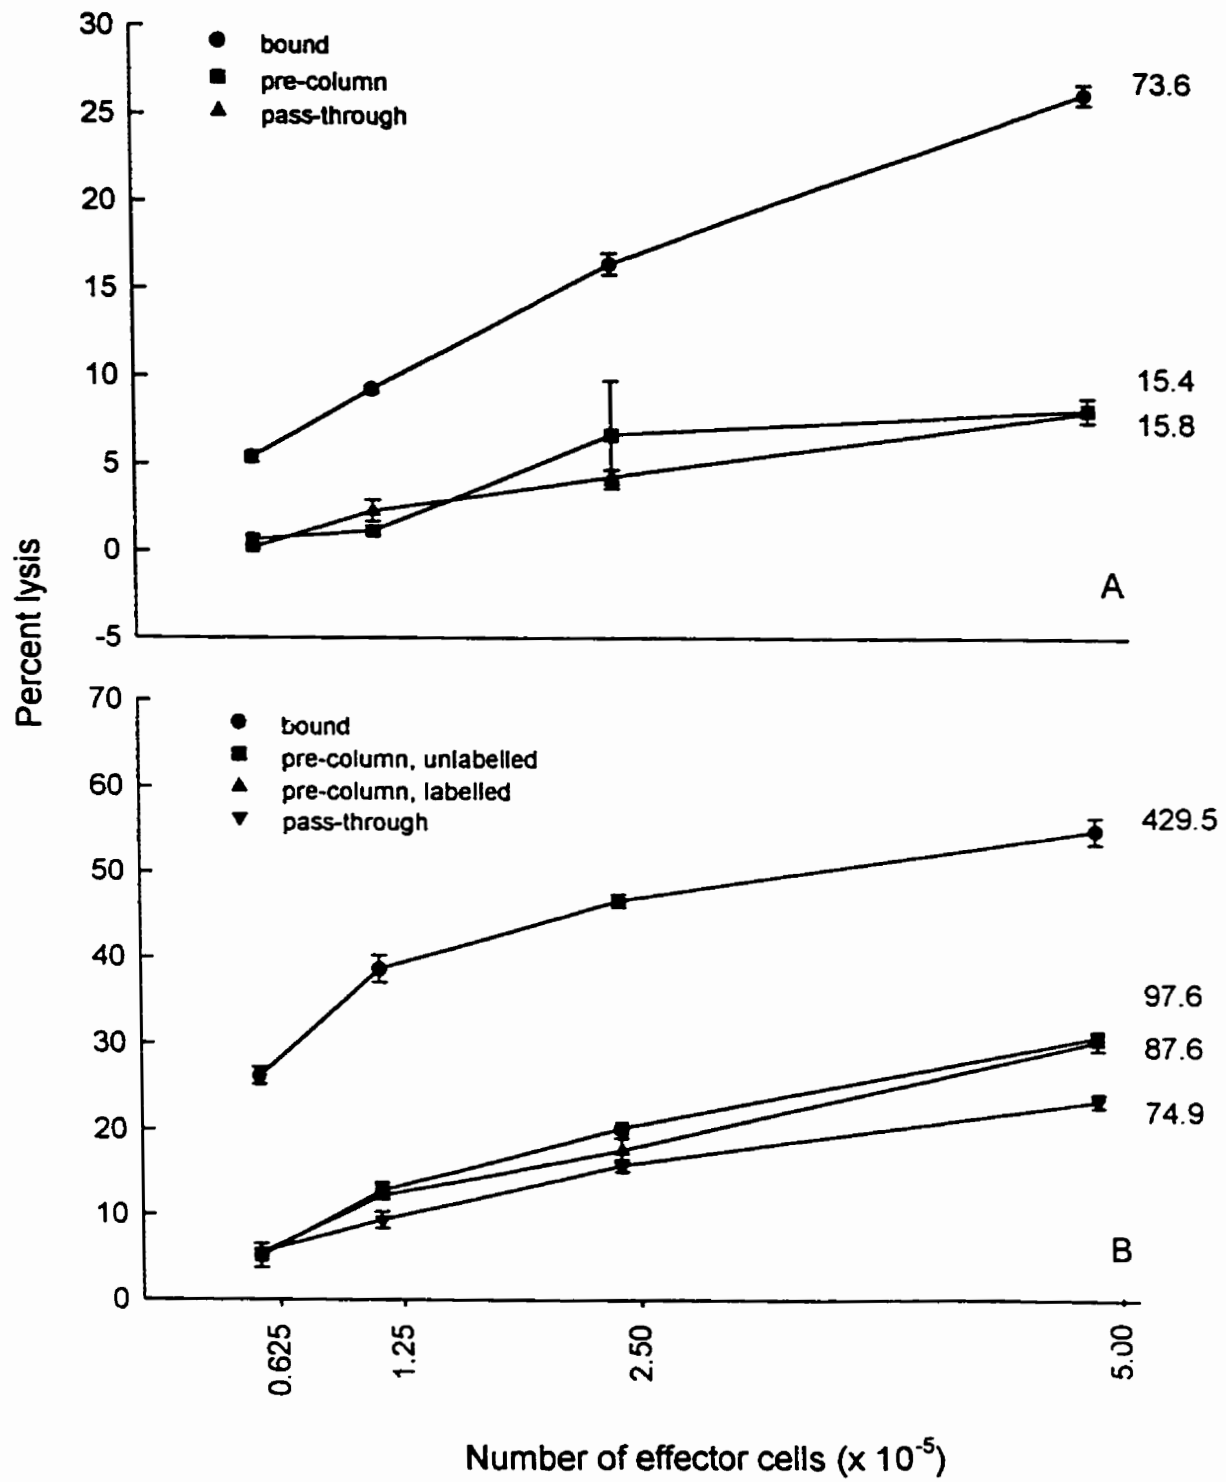 30
25
20
15
10
5
0
-5
bound
pre-column
pass-through
73.6
15.4
15.8
A
Percent lysis
70
60
50
40
30
20
10
0
bound
pre-column, unlabelled
pre-column, labelled
pass-through
429.5
97.6
87.6
74.9
B
0.625
1.25
2.50
5.00
Number of effector cells (x 10⁻⁵)